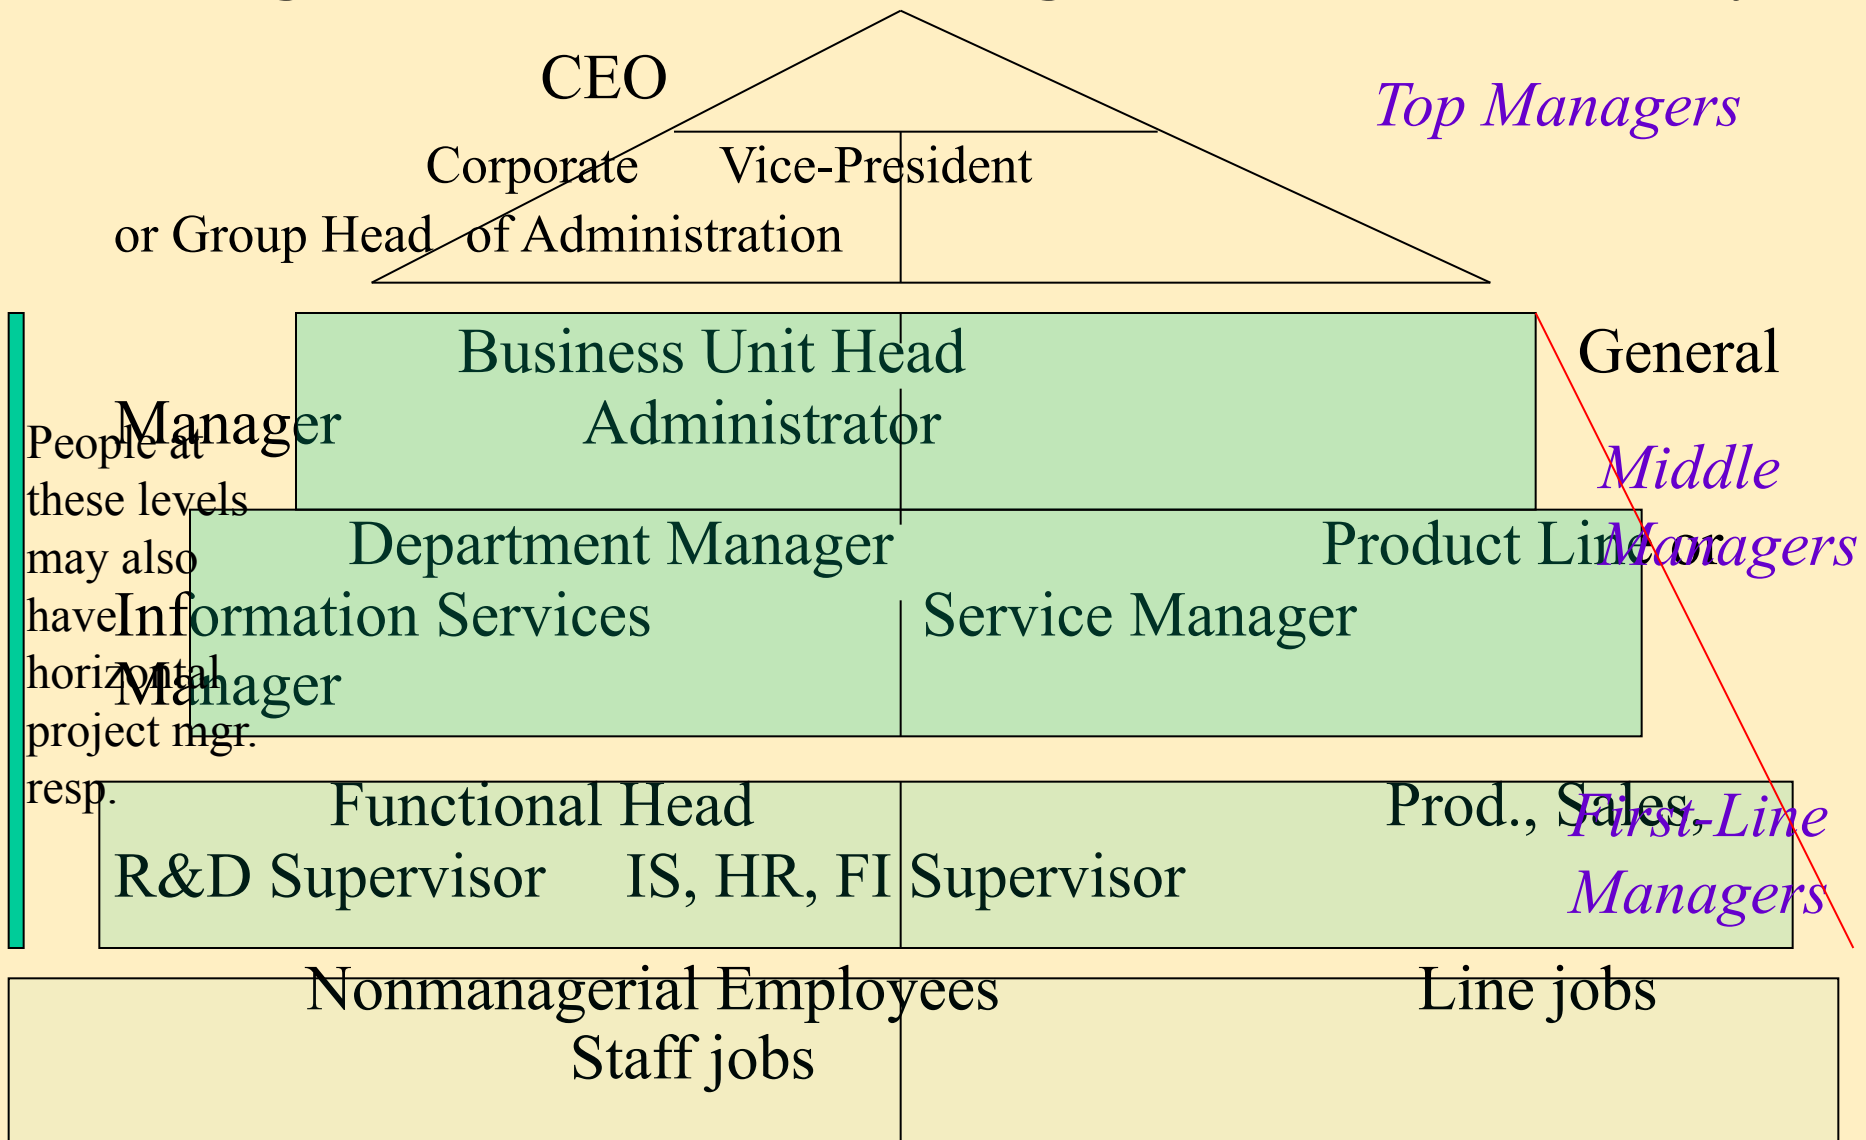 CEO
Top Managers
Corporate Vice-President
or Group Head of Administration
Business Unit Head General
Manager Administrator
People at
these levels
may also
have
horizontal
project mgr.
resp.
Middle
Managers
Department Manager Product Line or
Information Services Service Manager
Manager
Functional Head Prod., Sales,
R&D Supervisor IS, HR, FI Supervisor
First-Line
Managers
Nonmanagerial Employees Line jobs
Staff jobs